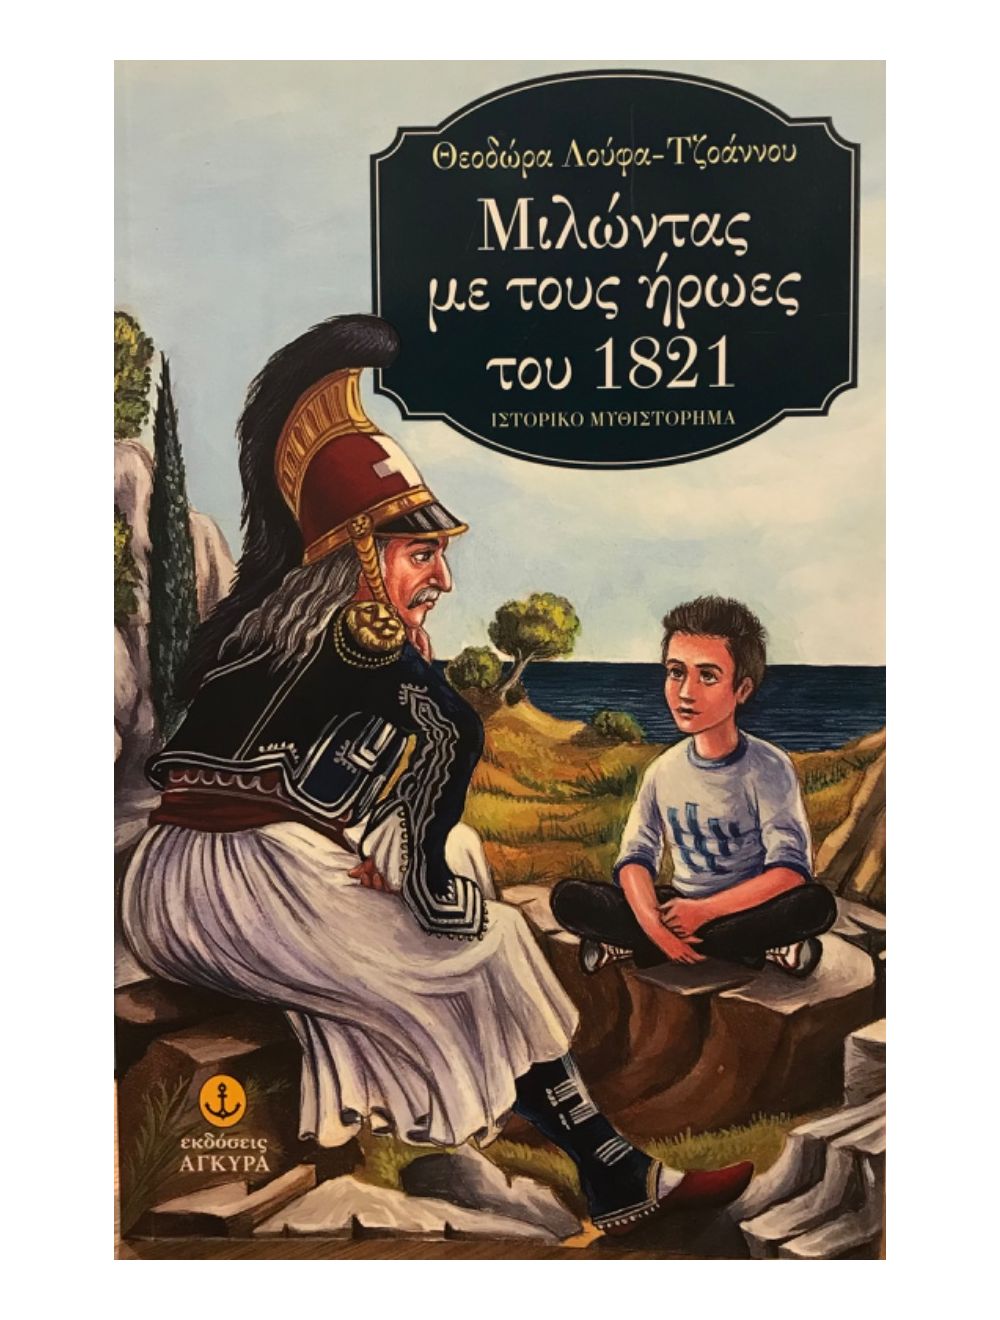 Θεοδώρα Λούφα-Τζοάννου
Μιλώντας
με τους ήρωες
του 1821
ΙΣΤΟΡΙΚΟ ΜΥΘΙΣΤΟΡΗΜΑ
εκδόσεις
ΑΓΚΥΡΑ